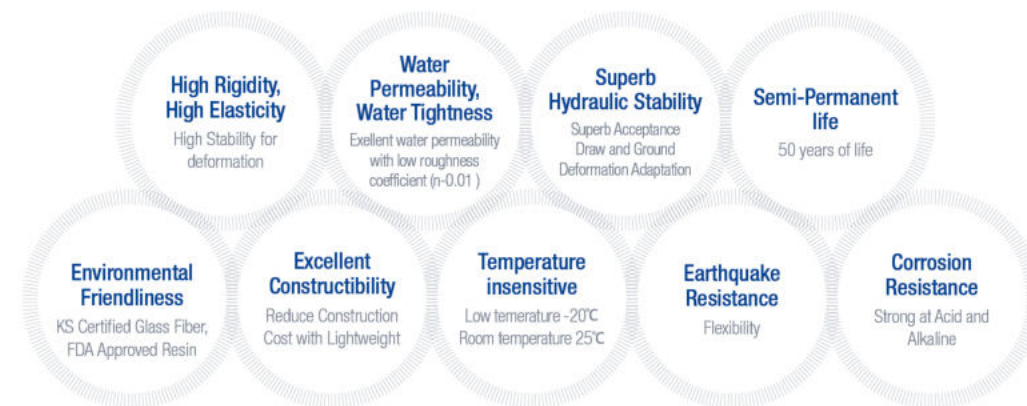 High Rigidity,
High Elasticity
High Stability for
deformation
Water
Permeability,
Water Tightness
Exellent water permeability
with low roughness
coefficient (n-0.01 )
Superb
Hydraulic Stability
Superb Acceptance
Draw and Ground
Deformation Adaptation
Semi-Permanent
life
50 years of life
Environmental
Friendliness
KS Certified Glass Fiber,
FDA Approved Resin
Excellent
Constructibility
Reduce Construction
Cost with Lightweight
Temperature
insensitive
Low temerature -20℃
Room temperature 25℃
Earthquake
Resistance
Flexibility
Corrosion
Resistance
Strong at Acid and
Alkaline